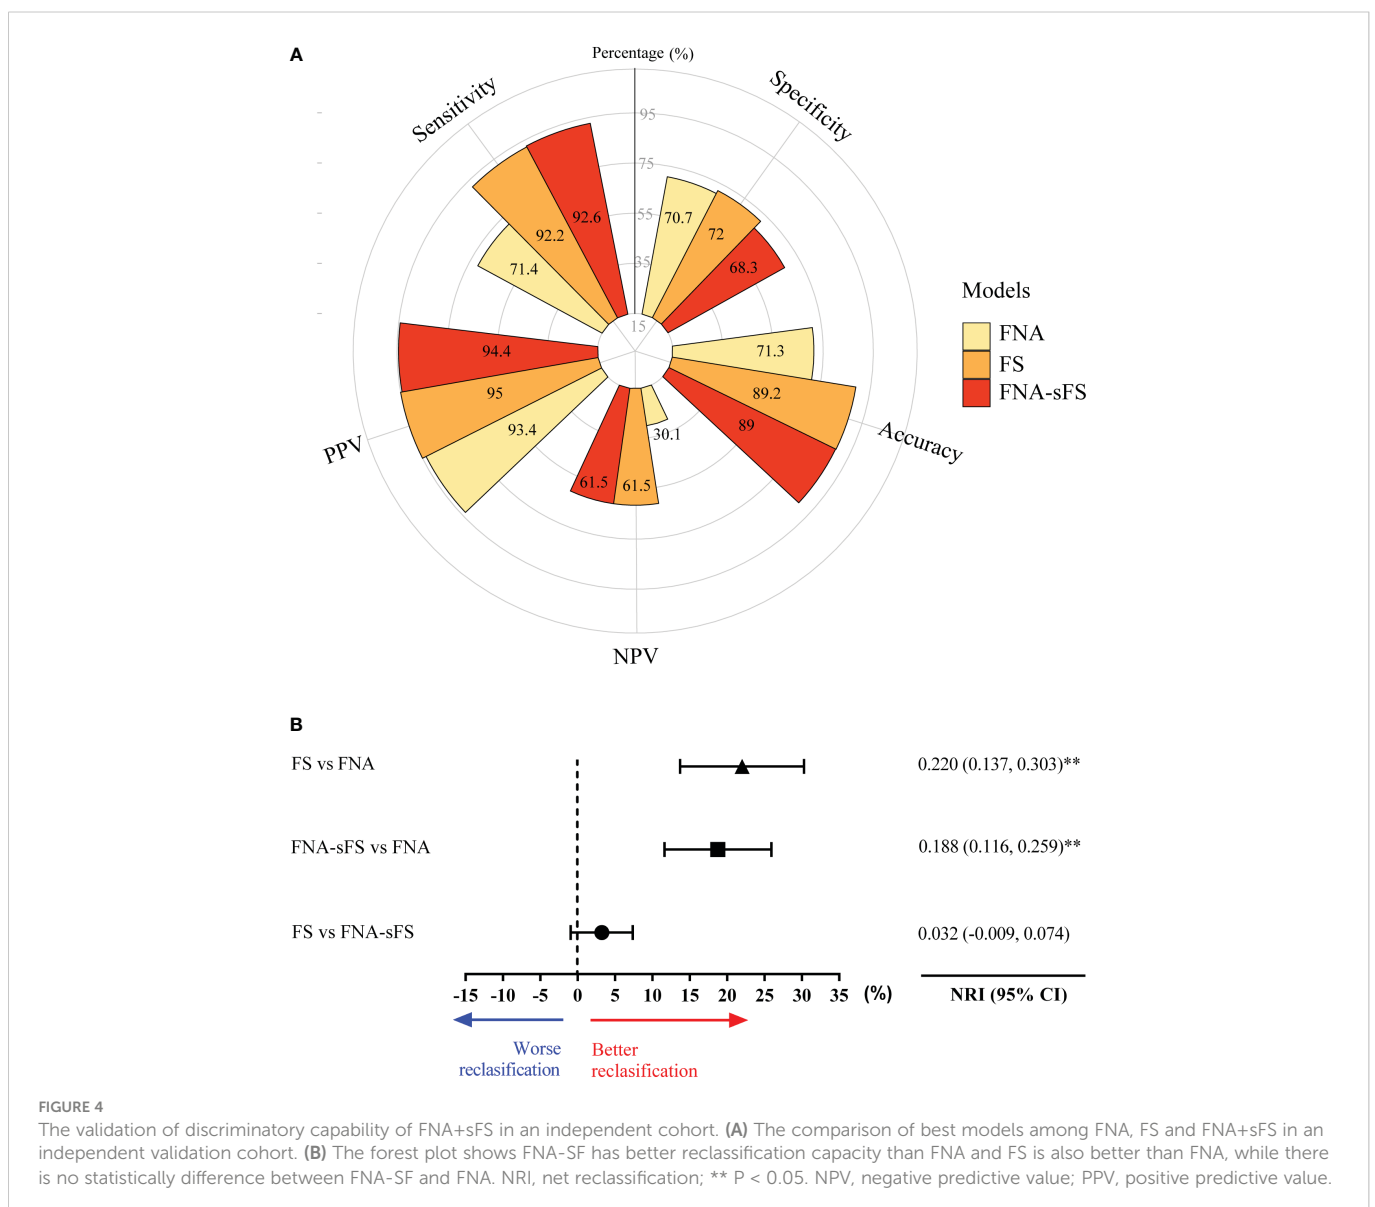 A
Percentage (%)
Sensitivity
Specificity
95
75
55
35
15
92.6
92.2
71.4
70.7
72
68.3
71.3
89.2
89
Accuracy
94.4
95
93.4
PPV
61.5
61.5
30.1
NPV
Models
FNA
FS
FNA-sFS
B
FS vs FNA
0.220 (0.137, 0.303)**
FNA-sFS vs FNA
0.188 (0.116, 0.259)**
FS vs FNA-sFS
0.032 (-0.009, 0.074)
-15 -10 -5 0 5 10 15 20 25 30 35 (%)
NRI (95% CI)
Worse
reclasification
Better
reclasification
FIGURE 4
The validation of discriminatory capability of FNA+sFS in an independent cohort. (A) The comparison of best models among FNA, FS and FNA+sFS in an
independent validation cohort. (B) The forest plot shows FNA-SF has better reclassification capacity than FNA and FS is also better than FNA, while there
is no statistically difference between FNA-SF and FNA. NRI, net reclassification; ** P < 0.05. NPV, negative predictive value; PPV, positive predictive value.